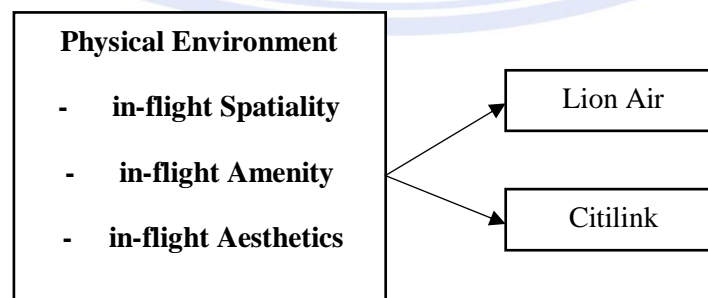 Physical Environment
- in-flight Spatiality
- in-flight Amenity
- in-flight Aesthetics
Lion Air
Citilink